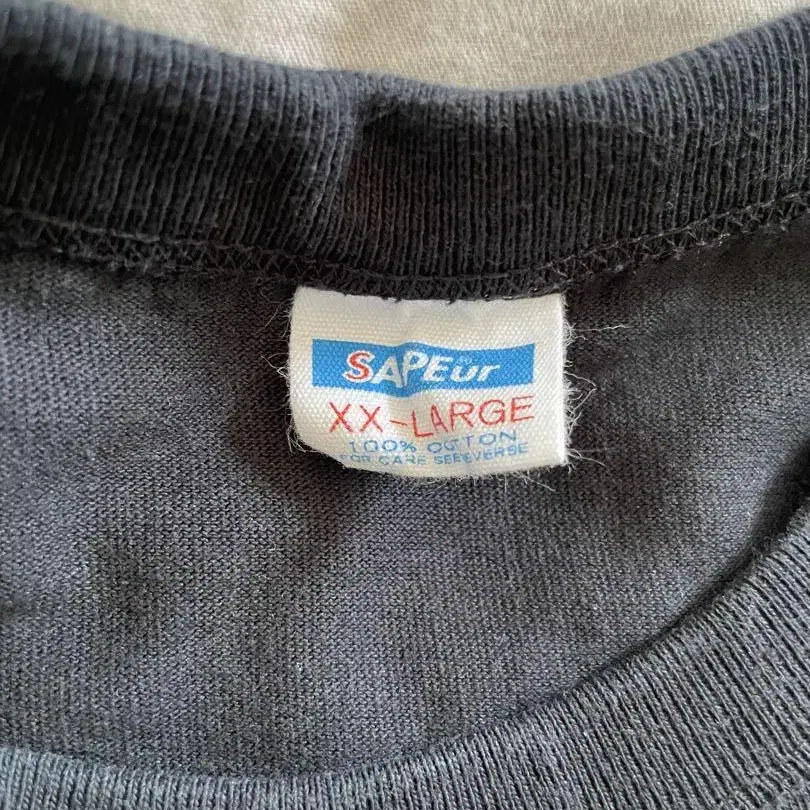 SAPEur
XX-LARGE
100% COTTON
FOR CARE SEE REVERSE